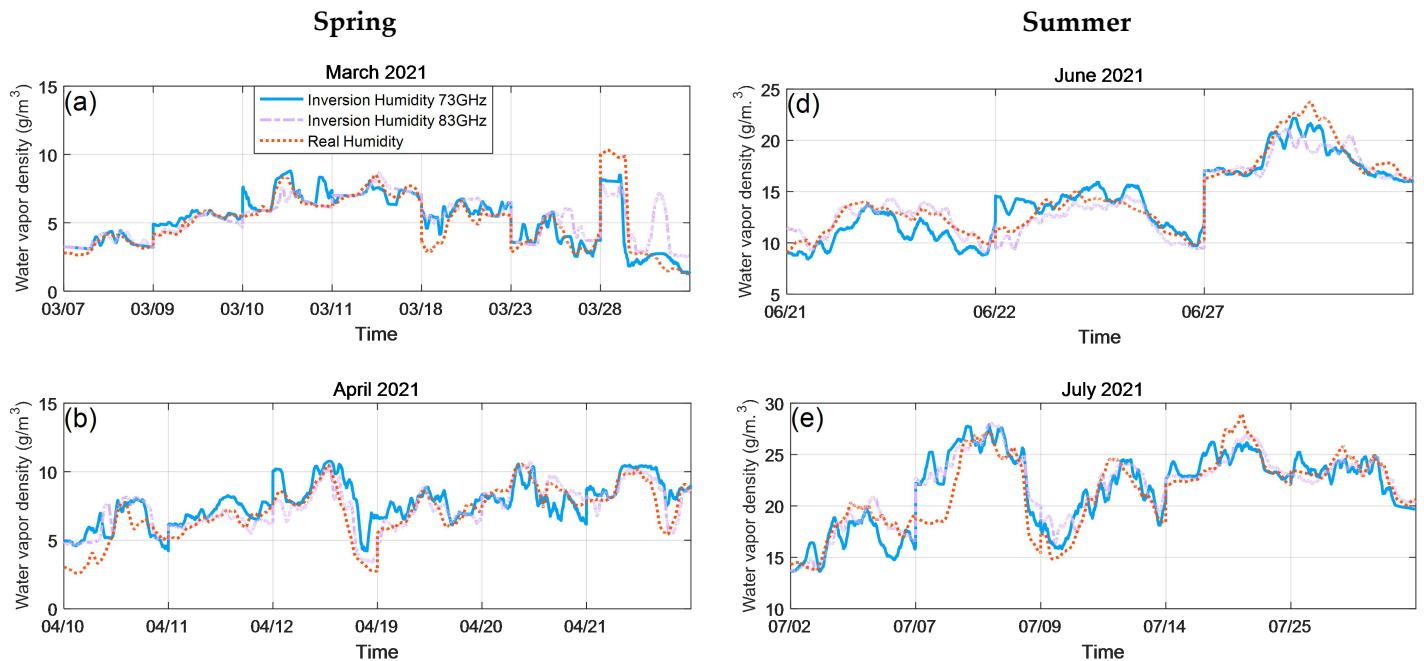 Spring
Summer
March 2021
(a)
Water vapor density (g/m3)
15
10
5
0
Inversion Humidity 73GHz
Inversion Humidity 83GHz
Real Humidity
03/07 03/09 03/10 03/11 03/18 03/23 03/28
Time
June 2021
(d)
Water vapor density (g/m.3)
25
20
15
10
5
06/21 06/22 06/27
Time
April 2021
(b)
Water vapor density (g/m3)
15
10
5
0
04/10 04/11 04/12 04/19 04/20 04/21
Time
July 2021
(e)
Water vapor density (g/m.3)
30
25
20
15
10
07/02 07/07 07/09 07/14 07/25
Time